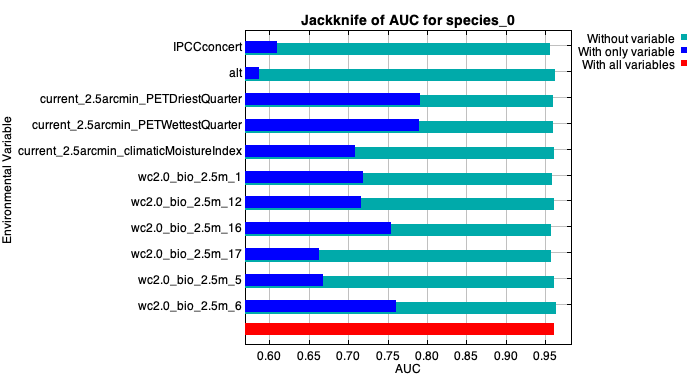 Jackknife of AUC for species_0
Without variable
With only variable
With all variables
Environmental Variable
IPCCconcert
alt
current_2.5arcmin_PETDriestQuarter
current_2.5arcmin_PETWettestQuarter
current_2.5arcmin_climaticMoistureIndex
wc2.0_bio_2.5m_1
wc2.0_bio_2.5m_12
wc2.0_bio_2.5m_16
wc2.0_bio_2.5m_17
wc2.0_bio_2.5m_5
wc2.0_bio_2.5m_6
0.60 0.65 0.70 0.75 0.80 0.85 0.90 0.95
AUC